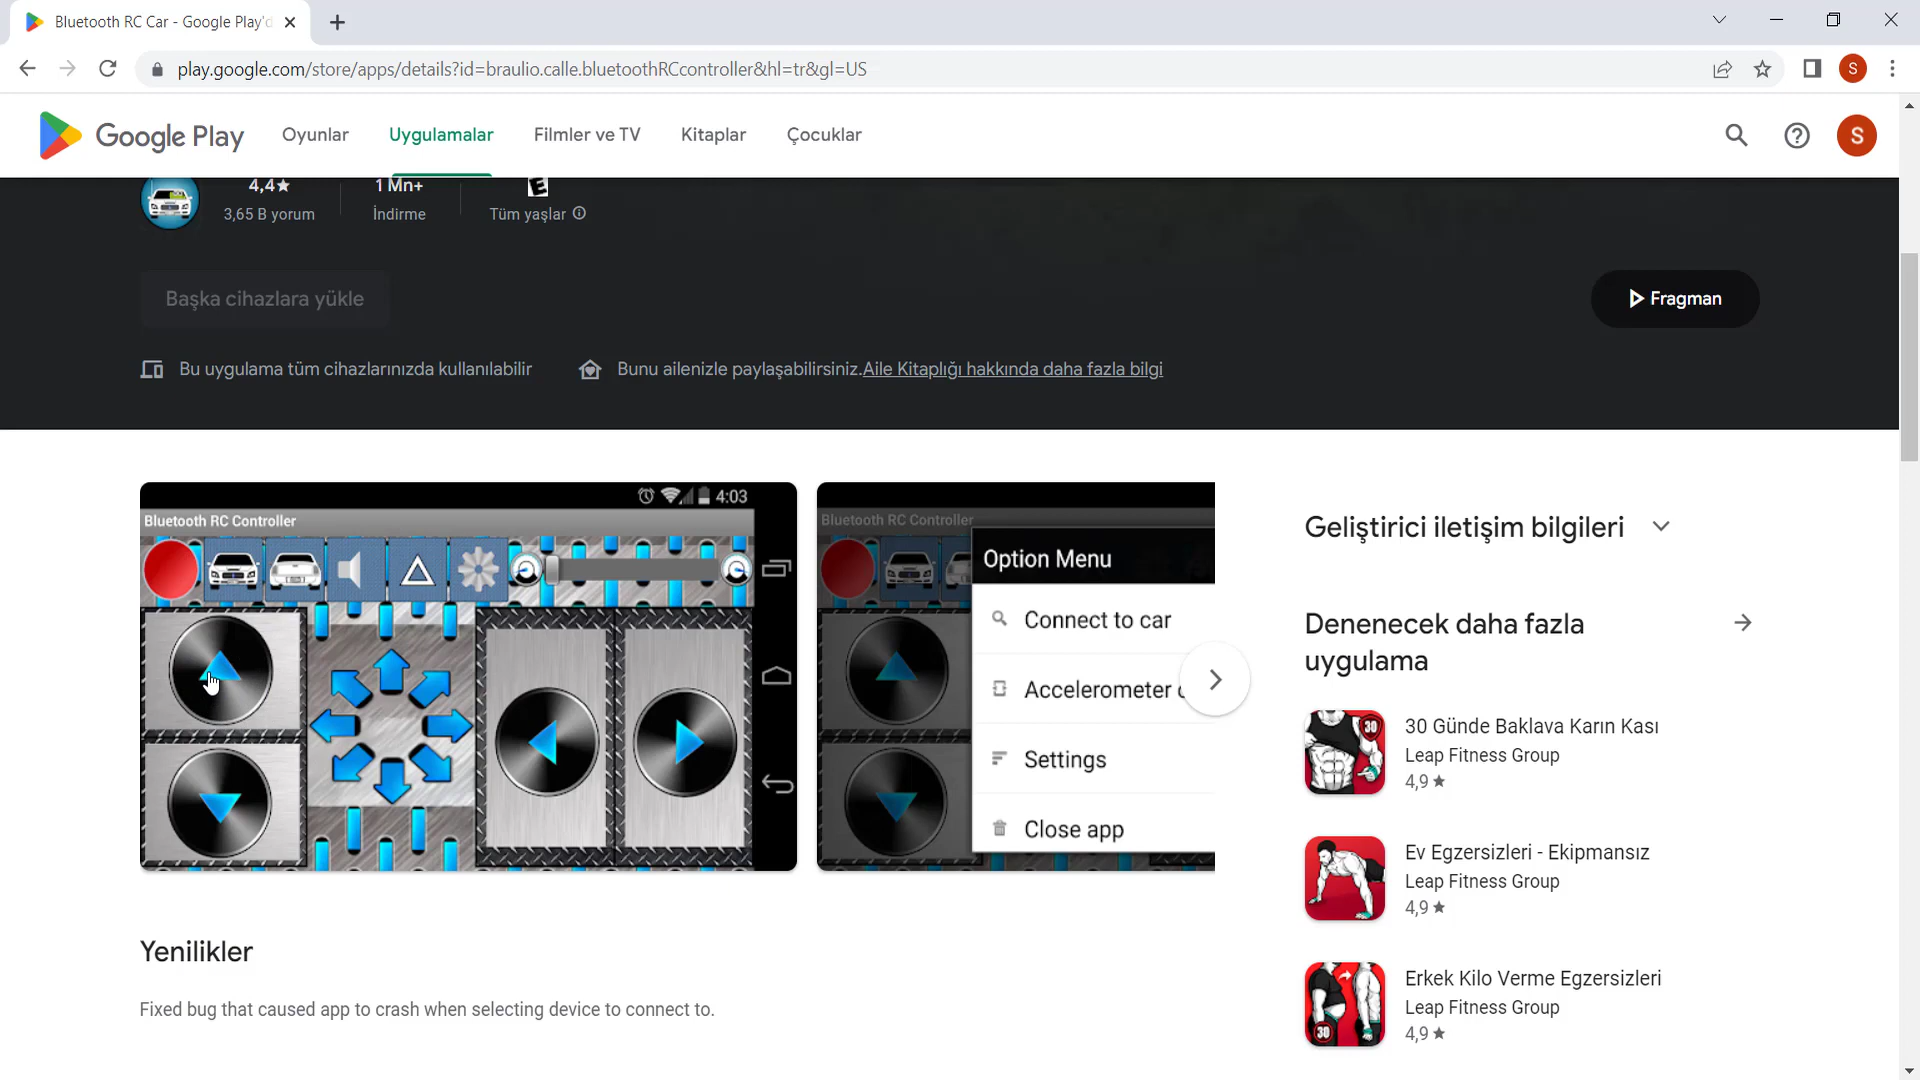 Bluetooth RC Car - Google Play'd
play.google.com/store/apps/details?id=braulio.calle.bluetoothRCcontroller&hl=tr&gl=US
S
Google Play
Oyunlar
Uygulamalar
Filmler ve TV
Kitaplar
Çocuklar
S
4,4★
1 Mn+
E
3,65 B yorum
İndirme
Tüm yaşlar
Başka cihazlara yükle
Fragman
Bu uygulama tüm cihazlarınızda kullanılabilir
Bunu ailenizle paylaşabilirsiniz.Aile Kitaplığı hakkında daha fazla bilgi
4:03
Bluetooth RC Controller
Bluetooth RC Controller
Option Menu
Connect to car
Accelerometer
Settings
Close app
Geliştirici iletişim bilgileri
Denenecek daha fazla
uygulama
30
30 Günde Baklava Karın Kası
Leap Fitness Group
4,9★
Ev Egzersizleri - Ekipmansız
Leap Fitness Group
4,9★
30
Erkek Kilo Verme Egzersizleri
Leap Fitness Group
4,9★
Yenilikler
Fixed bug that caused app to crash when selecting device to connect to.